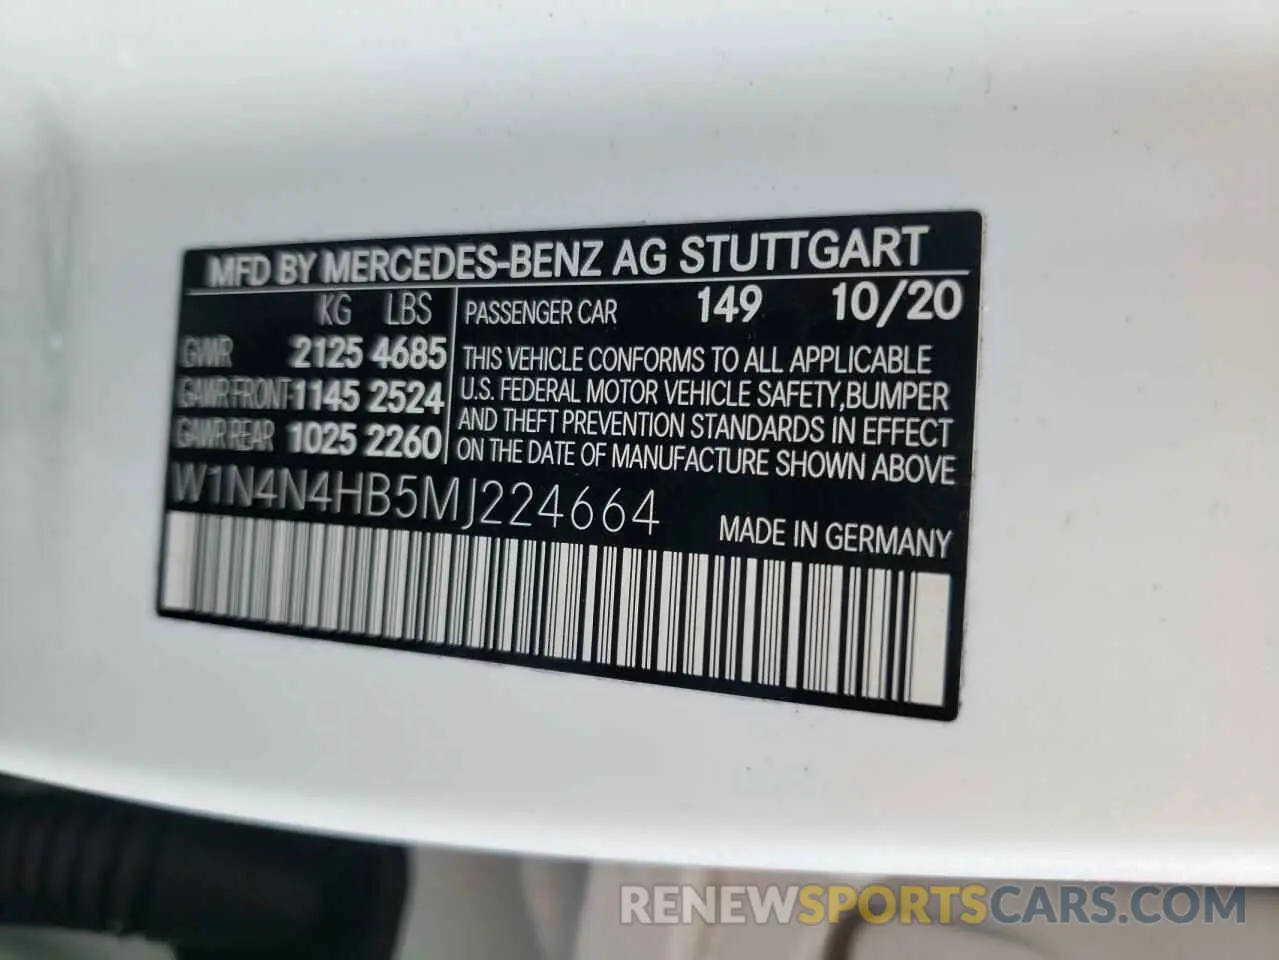 MFD BY MERCEDES-BENZ AG STUTTGART
KG LBS
GVWR 2125 4685
GAWR FRONT 1145 2524
GAWR REAR 1025 2260
PASSENGER CAR 149 10/20
THIS VEHICLE CONFORMS TO ALL APPLICABLE
U.S. FEDERAL MOTOR VEHICLE SAFETY,BUMPER
AND THEFT PREVENTION STANDARDS IN EFFECT
ON THE DATE OF MANUFACTURE SHOWN ABOVE
W1N4N4HB5MJ224664
MADE IN GERMANY
RENEWSPORTSCARS.COM